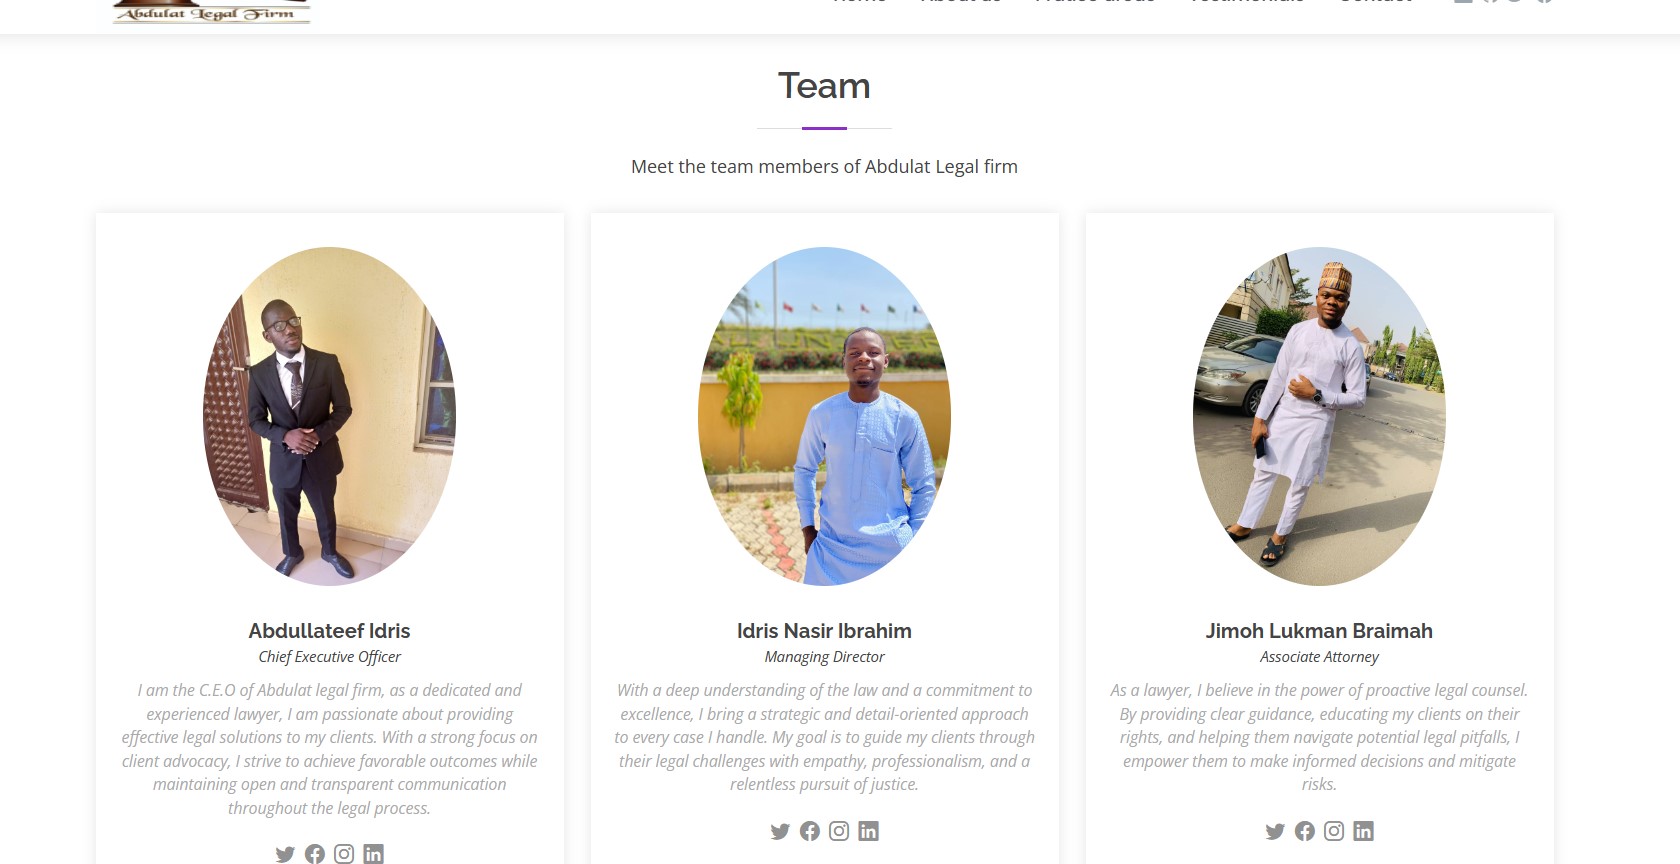 Abdulat Legal Firm
Home About us Testimonials Contact
Team
Meet the team members of Abdulat Legal firm
Abdullateef Idris
Chief Executive Officer
I am the C.E.O of Abdulat legal firm, as a dedicated and
experienced lawyer, I am passionate about providing
effective legal solutions to my clients. With a strong focus on
client advocacy, I strive to achieve favorable outcomes while
maintaining open and transparent communication
throughout the legal process.
Idris Nasir Ibrahim
Managing Director
With a deep understanding of the law and a commitment to
excellence, I bring a strategic and detail-oriented approach
to every case I handle. My goal is to guide my clients through
their legal challenges with empathy, professionalism, and a
relentless pursuit of justice.
Jimoh Lukman Braimah
Associate Attorney
As a lawyer, I believe in the power of proactive legal counsel.
By providing clear guidance, educating my clients on their
rights, and helping them navigate potential legal pitfalls, I
empower them to make informed decisions and mitigate
risks.